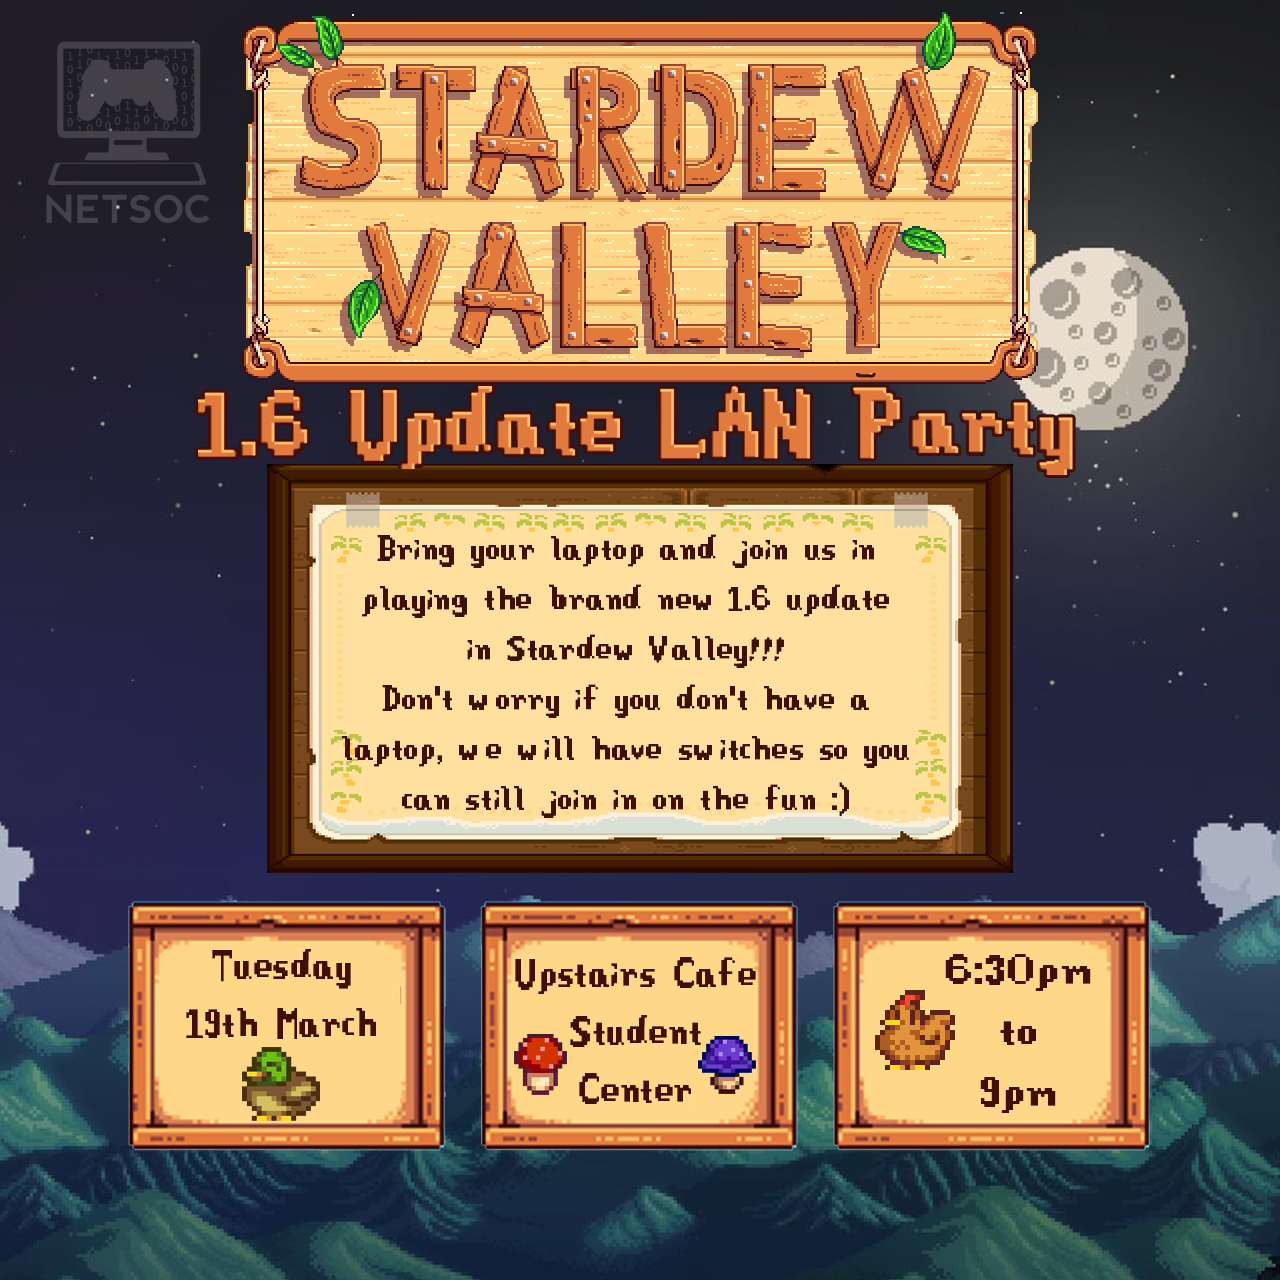 NETSOC
STARDEW
VALLEY
1.6 Update LAN Party
Bring your laptop and join us in
playing the brand new 1.6 update
in Stardew Valley!!!
Don't worry if you don't have a
laptop, we will have switches so you
can still join in on the fun :)
Tuesday
19th March
Upstairs Cafe
Student
Center
6:30pm
to
9pm